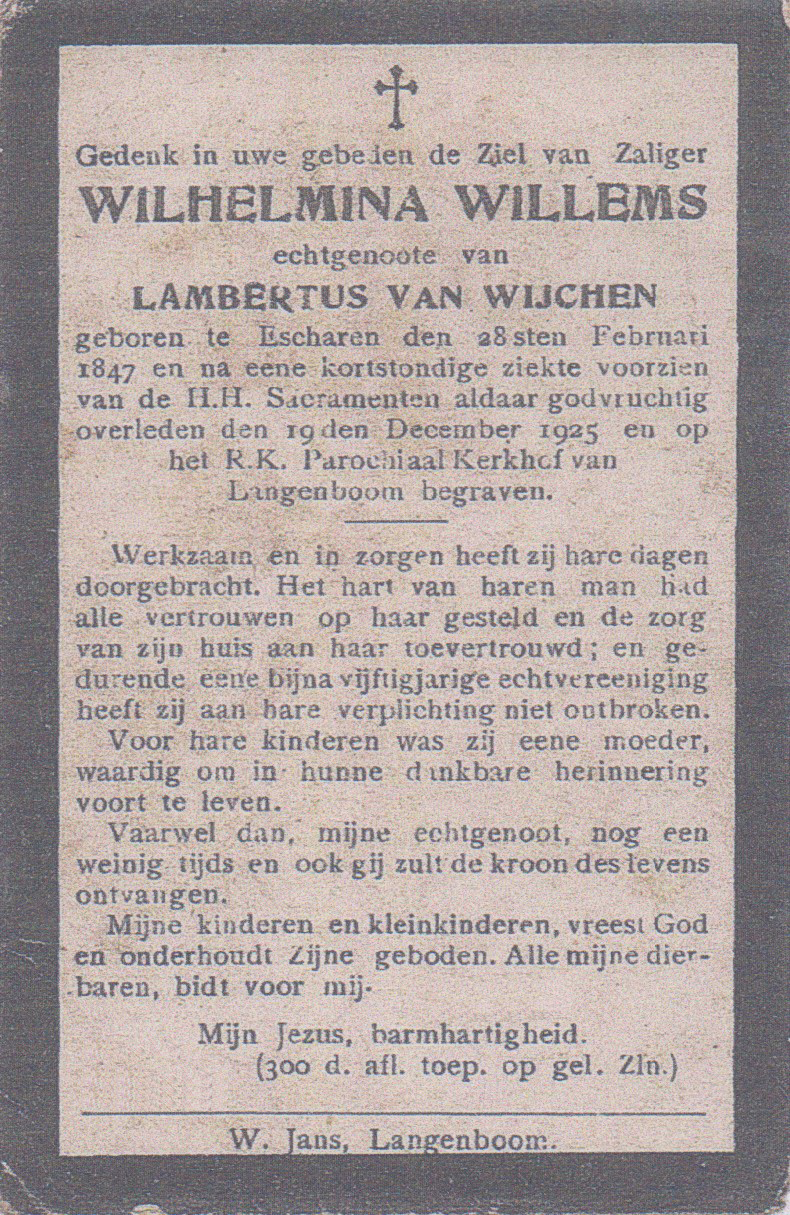 Gedenk in uwe gebeden de Ziel van Zaliger
WILHELMINA WILLEMS
echtgenoote van
LAMBERTUS VAN WIJCHEN
geboren te Escharen den 28sten Februari
1847 en na eene kortstondige ziekte voorzien
van de H.H. Sacramenten aldaar godvruchtig
overleden den 19den December 1925 en op
het R.K. Parochiaal Kerkhof van
Langenboom begraven.
Werkzaam en in zorgen heeft zij hare dagen
doorgebracht. Het hart van haren man had
alle vertrouwen op haar gesteld en de zorg
van zijn huis aan haar toevertrouwd; en ge-
durende eene bijna vijftigjarige echtvereeniging
heeft zij aan hare verplichting niet ontbroken.
Voor hare kinderen was zij eene moeder,
waardig om in hunne dankbare herinnering
voort te leven.
Vaarwel dan, mijne echtgenoot, nog een
weinig tijds en ook gij zult de kroon des levens
ontvangen.
Mijne kinderen en kleinkinderen, vreest God
en onderhoudt Zijne geboden. Alle mijne dier-
baren, bidt voor mij.
Mijn Jezus, barmhartigheid.
(300 d. afl. toep. op gel. Zln.)
W. Jans, Langenboom.